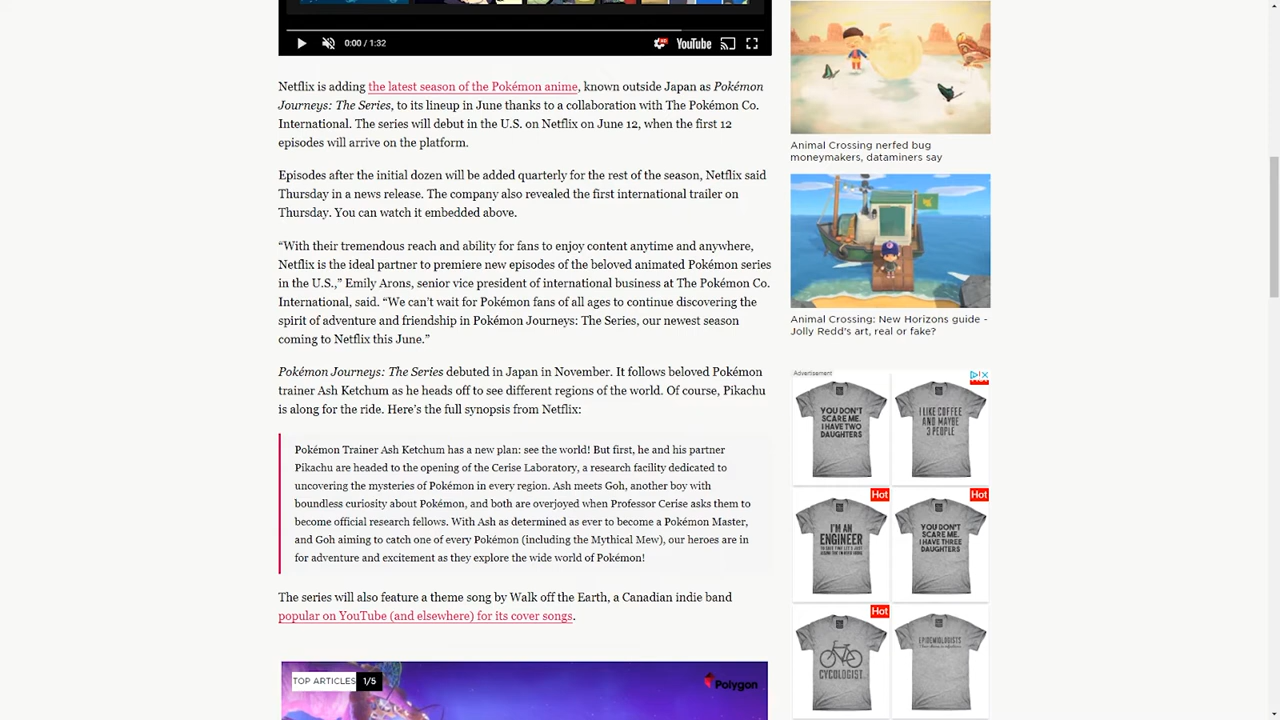 0:00 / 1:32
YouTube
Netflix is adding the latest season of the Pokémon anime, known outside Japan as Pokémon
Journeys: The Series, to its lineup in June thanks to a collaboration with The Pokémon Co.
International. The series will debut in the U.S. on Netflix on June 12, when the first 12
episodes will arrive on the platform.
Episodes after the initial dozen will be added quarterly for the rest of the season, Netflix said
Thursday in a news release. The company also revealed the first international trailer on
Thursday. You can watch it embedded above.
“With their tremendous reach and ability for fans to enjoy content anytime and anywhere,
Netflix is the ideal partner to premiere new episodes of the beloved animated Pokémon series
in the U.S.,” Emily Arons, senior vice president of international business at The Pokémon Co.
International, said. “We can’t wait for Pokémon fans of all ages to continue discovering the
spirit of adventure and friendship in Pokémon Journeys: The Series, our newest season
coming to Netflix this June.”
Pokémon Journeys: The Series debuted in Japan in November. It follows beloved Pokémon
trainer Ash Ketchum as he heads off to see different regions of the world. Of course, Pikachu
is along for the ride. Here’s the full synopsis from Netflix:
Pokémon Trainer Ash Ketchum has a new plan: see the world! But first, he and his partner
Pikachu are headed to the opening of the Cerise Laboratory, a research facility dedicated to
uncovering the mysteries of Pokémon in every region. Ash meets Goh, another boy with
boundless curiosity about Pokémon, and both are overjoyed when Professor Cerise asks them to
become official research fellows. With Ash as determined as ever to become a Pokémon Master,
and Goh aiming to catch one of every Pokémon (including the Mythical Mew), our heroes are in
for adventure and excitement as they explore the wide world of Pokémon!
The series will also feature a theme song by Walk off the Earth, a Canadian indie band
popular on YouTube (and elsewhere) for its cover songs.
TOP ARTICLES 1/5
Polygon
Animal Crossing nerfed bug
moneymakers, dataminers say
Animal Crossing: New Horizons guide -
Jolly Redd's art, real or fake?
Advertisement
YOU DON'T
SCARE ME.
I HAVE TWO
DAUGHTERS
I LIKE COFFEE
AND MAYBE
3 PEOPLE
Hot
I'M AN
ENGINEER
Hot
YOU DON'T
SCARE ME.
I HAVE THREE
DAUGHTERS
Hot
CYCOLOGIST
EPIDEMIOLOGISTS